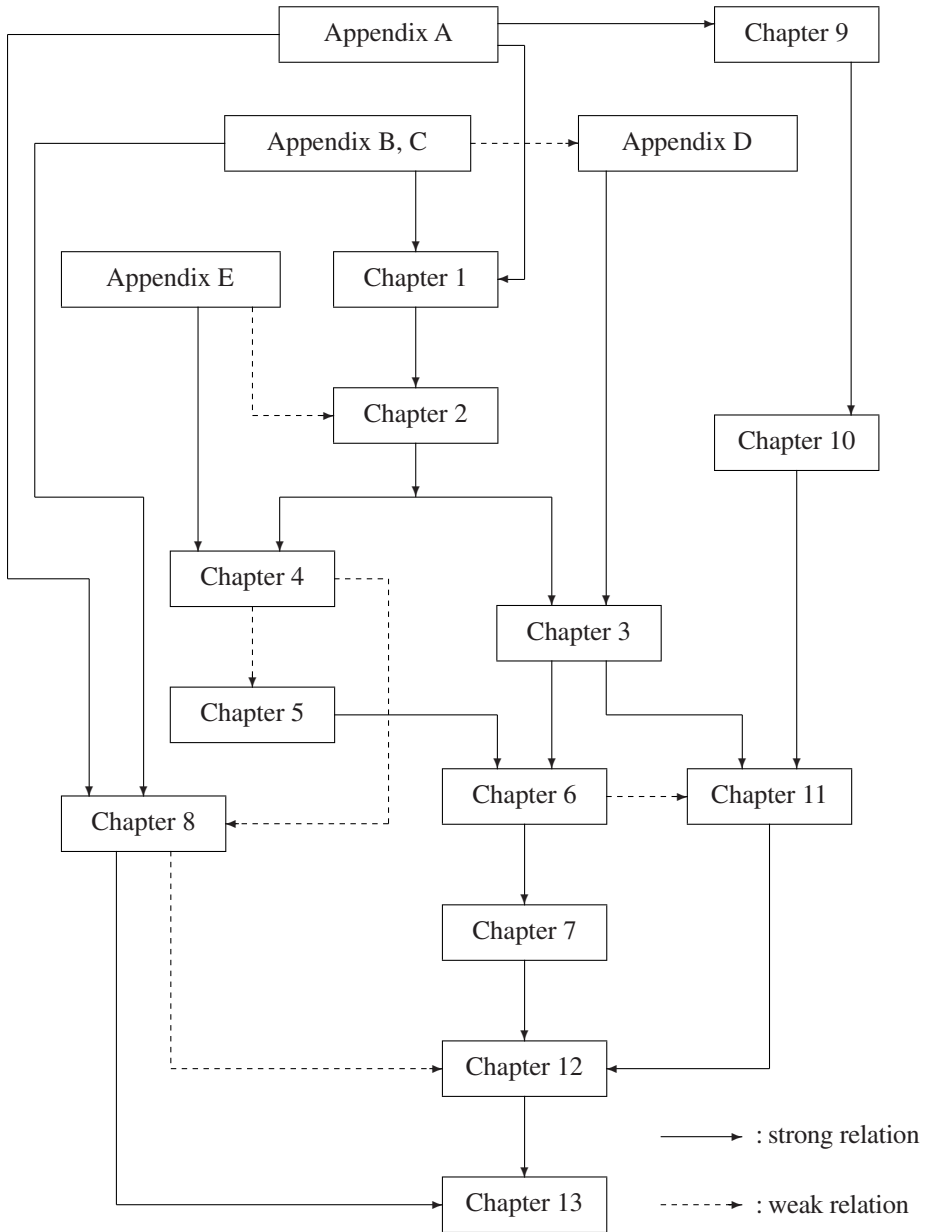 Appendix A
Chapter 9
Appendix B, C
Appendix D
Appendix E
Chapter 1
Chapter 2
Chapter 10
Chapter 4
Chapter 3
Chapter 5
Chapter 6
Chapter 11
Chapter 8
Chapter 7
Chapter 12
: strong relation
Chapter 13
: weak relation